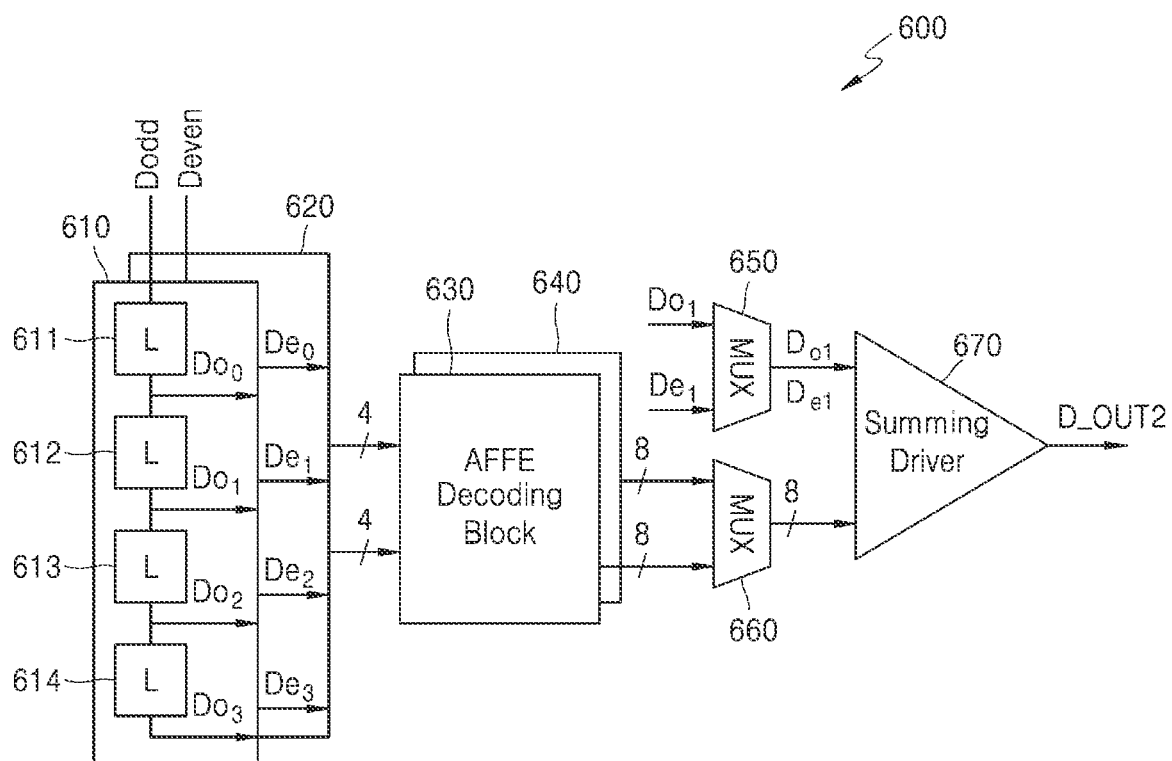 600
Dodd
Deven
610
620
611
L
Do0
De0
612
L
Do1
De1
613
L
Do2
De2
614
L
Do3
De3
4
4
630
640
AFFE
Decoding
Block
8
8
Do1
De1
650
MUX
Do1
De1
MUX
660
8
670
Summing
Driver
D_OUT2